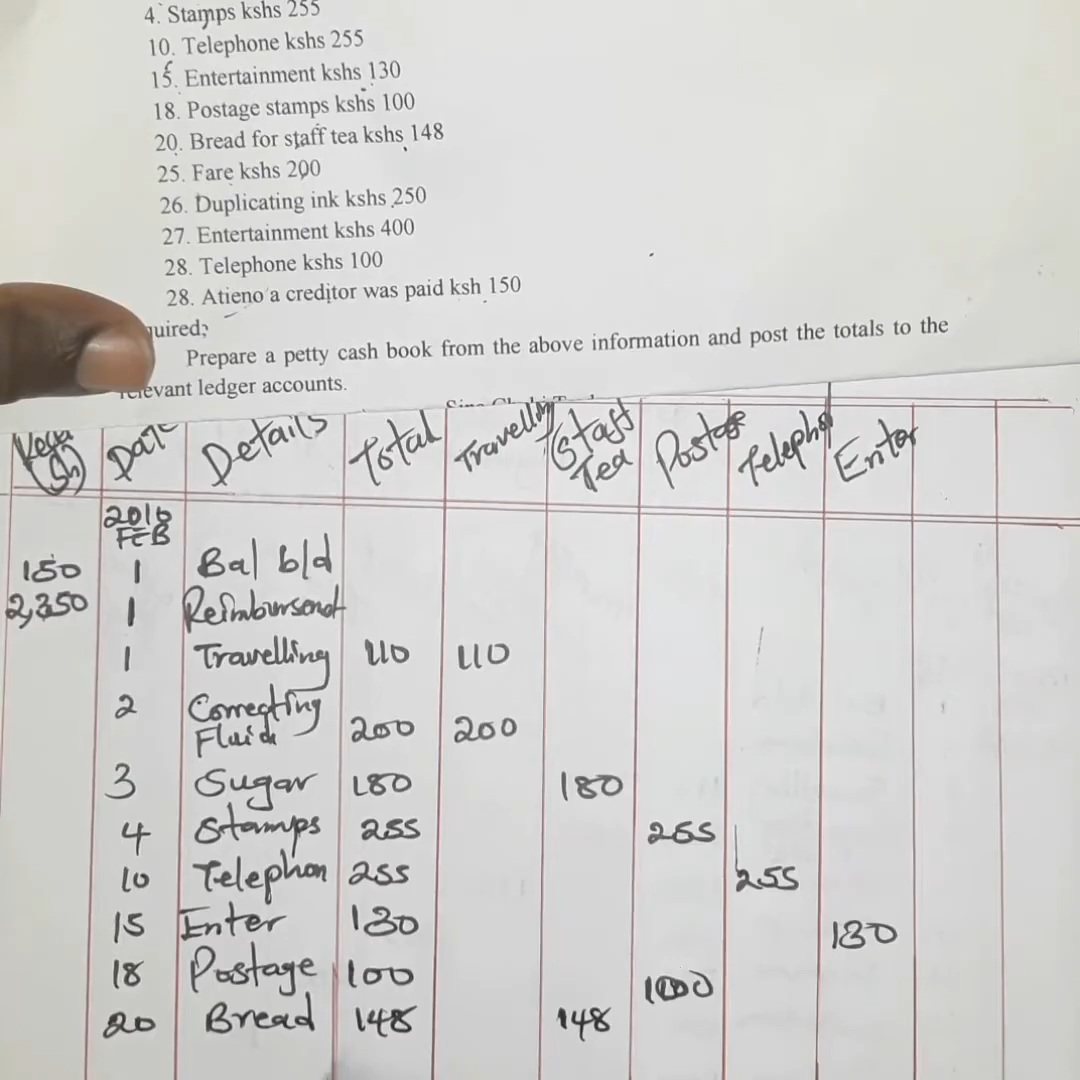 4. Stamps kshs 255
10. Telephone kshs 255
15. Entertainment kshs 130
18. Postage stamps kshs 100
20. Bread for staff tea kshs 148
25. Fare kshs 200
26. Duplicating ink kshs 250
27. Entertainment kshs 400
28. Telephone kshs 100
28. Atieno a creditor was paid ksh 150
quired;
Prepare a petty cash book from the above information and post the totals to the
relevant ledger accounts.
(Sh) Date Details Total Travelling Staff Tea Postage Telepho Enter
2016
FEB
150 1 Bal b/d
2,350 1 Reimbursent
1 Travelling 110 110
2 Correcting
Fluid 200 200
3 Sugar 180 180
4 Stamps 255 255
10 Telephon 255 255
15 Enter 130 130
18 Postage 100 100
20 Bread 148 148